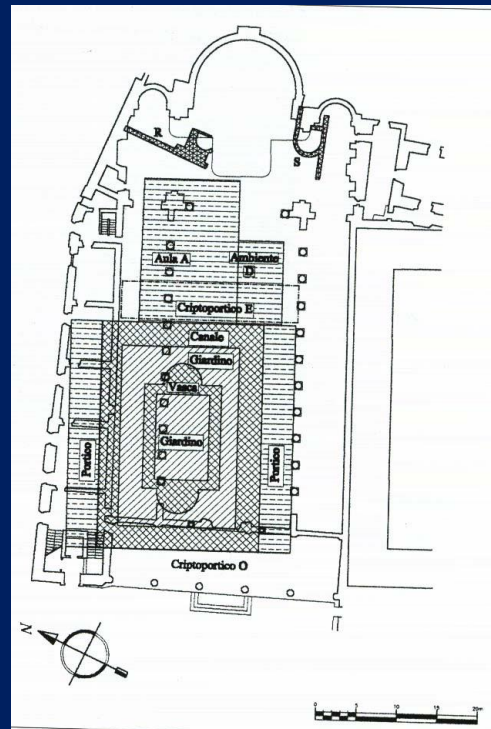 R
S
Aula A
Ambiente
D
Criptoportico E
Canale
Giardino
Vasca
Giardino
Portico
Portico
Criptoportico O
N
0 5 10 15 20m